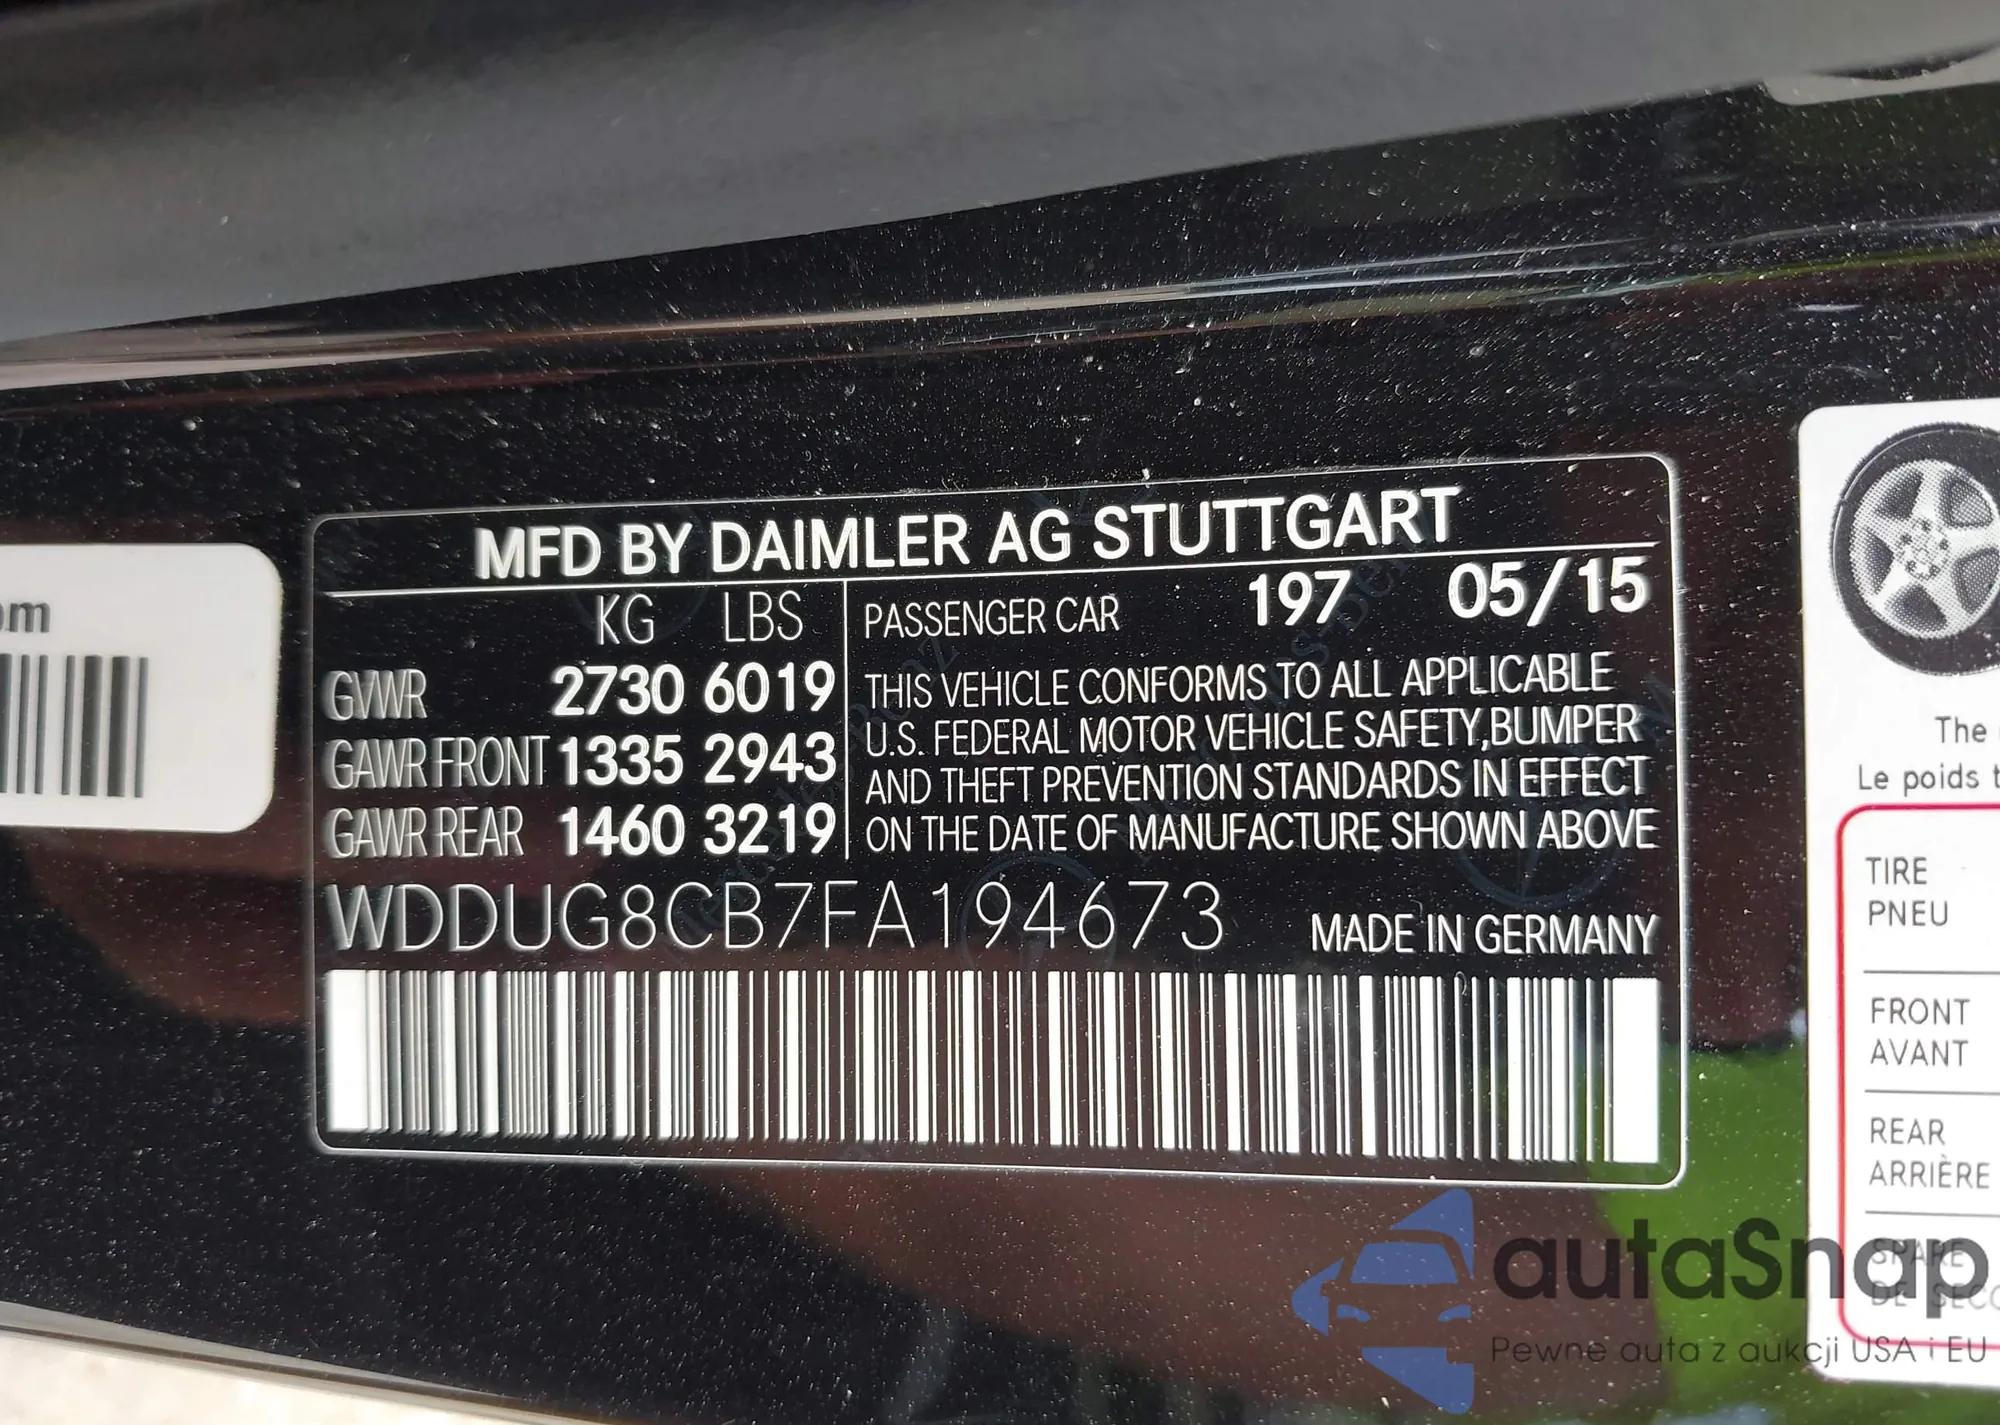 MFD BY DAIMLER AG STUTTGART
KG LBS
GVWR 2730 6019
GAWR FRONT 1335 2943
GAWR REAR 1460 3219
PASSENGER CAR 197 05/15
THIS VEHICLE CONFORMS TO ALL APPLICABLE
U.S. FEDERAL MOTOR VEHICLE SAFETY,BUMPER
AND THEFT PREVENTION STANDARDS IN EFFECT
ON THE DATE OF MANUFACTURE SHOWN ABOVE
WDDUG8CB7FA194673 MADE IN GERMANY
The
Le poids
TIRE
PNEU
FRONT
AVANT
REAR
ARRIÈRE
SPARE
autaSnap
Pewne auta z aukcji USA i EU